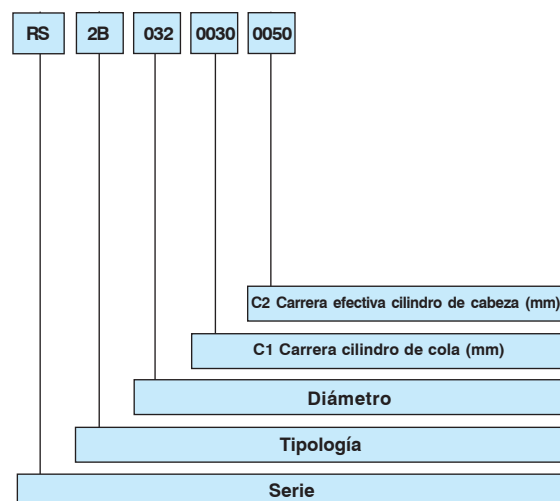 RS 2B 032 0030 0050
C2 Carrera efectiva cilindro de cabeza (mm)
C1 Carrera cilindro de cola (mm)
Diámetro
Tipología
Serie